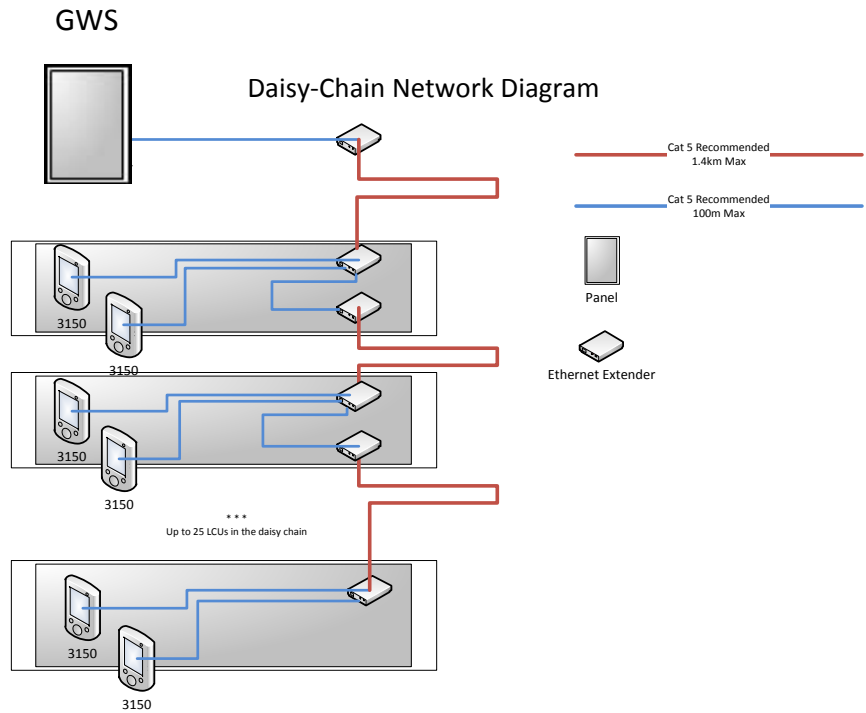 GWS
Daisy-Chain Network Diagram
Cat 5 Recommended
1.4km Max
Cat 5 Recommended
100m Max
Panel
Ethernet Extender
3150
3150
3150
3150
* * *
Up to 25 LCUs in the daisy chain
3150
3150